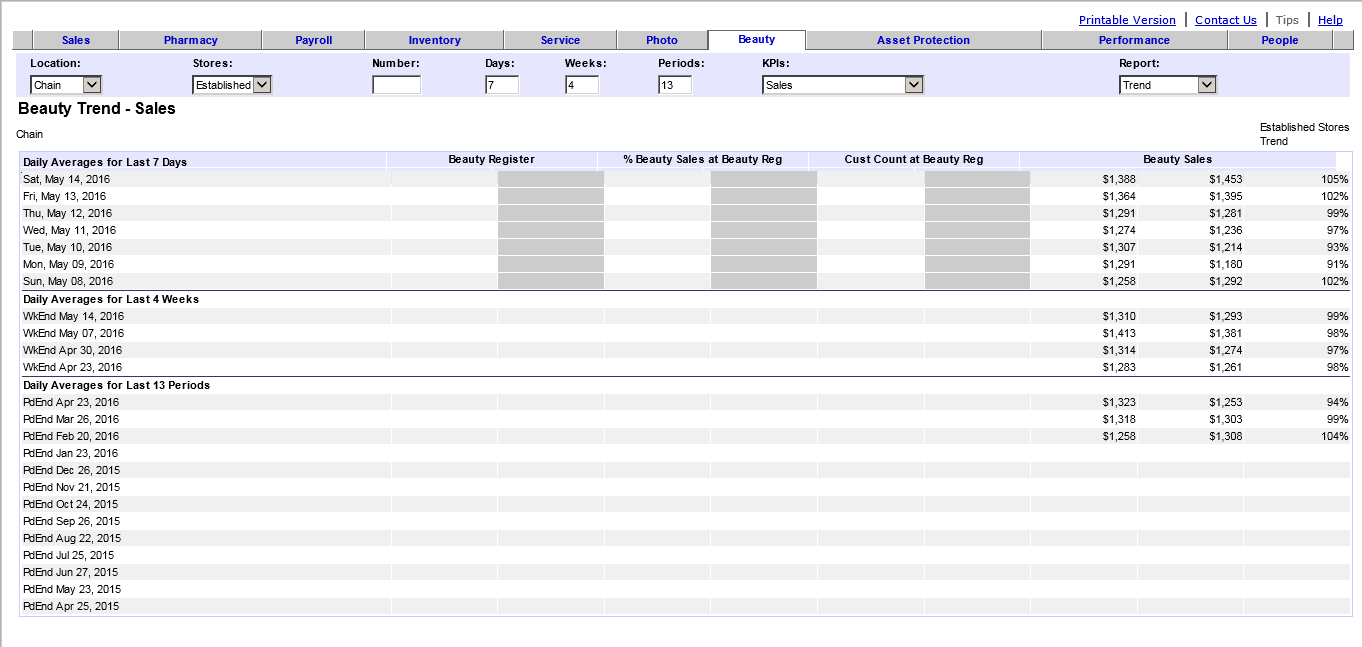 Printable Version | Contact Us | Tips | Help
Sales Pharmacy Payroll Inventory Service Photo Beauty Asset Protection Performance People
Location: Stores: Number: Days: Weeks: Periods: KPIs: Report:
Chain Established 7 4 13 Sales Trend
Beauty Trend - Sales
Chain
Established Stores
Trend
Daily Averages for Last 7 Days Beauty Register % Beauty Sales at Beauty Reg Cust Count at Beauty Reg Beauty Sales
Sat, May 14, 2016 $1,388 $1,453 105%
Fri, May 13, 2016 $1,364 $1,395 102%
Thu, May 12, 2016 $1,291 $1,281 99%
Wed, May 11, 2016 $1,274 $1,236 97%
Tue, May 10, 2016 $1,307 $1,214 93%
Mon, May 09, 2016 $1,291 $1,180 91%
Sun, May 08, 2016 $1,258 $1,292 102%
Daily Averages for Last 4 Weeks
WkEnd May 14, 2016 $1,310 $1,293 99%
WkEnd May 07, 2016 $1,413 $1,381 98%
WkEnd Apr 30, 2016 $1,314 $1,274 97%
WkEnd Apr 23, 2016 $1,283 $1,261 98%
Daily Averages for Last 13 Periods
PdEnd Apr 23, 2016 $1,323 $1,253 94%
PdEnd Mar 26, 2016 $1,318 $1,303 99%
PdEnd Feb 20, 2016 $1,258 $1,308 104%
PdEnd Jan 23, 2016
PdEnd Dec 26, 2015
PdEnd Nov 21, 2015
PdEnd Oct 24, 2015
PdEnd Sep 26, 2015
PdEnd Aug 22, 2015
PdEnd Jul 25, 2015
PdEnd Jun 27, 2015
PdEnd May 23, 2015
PdEnd Apr 25, 2015